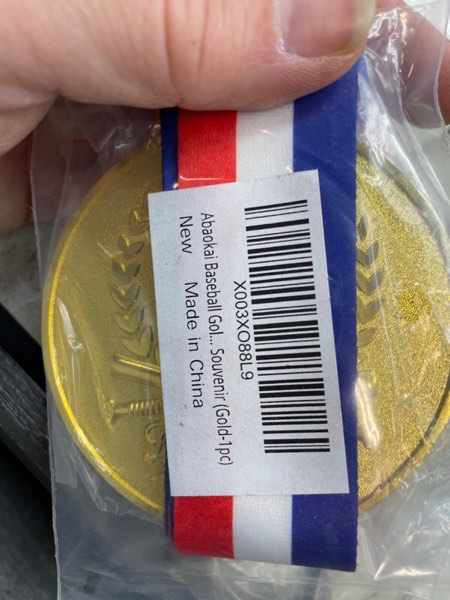 X003XO88L9
Abaokai Baseball Gol... Souvenir (Gold-1pc)
New Made in China